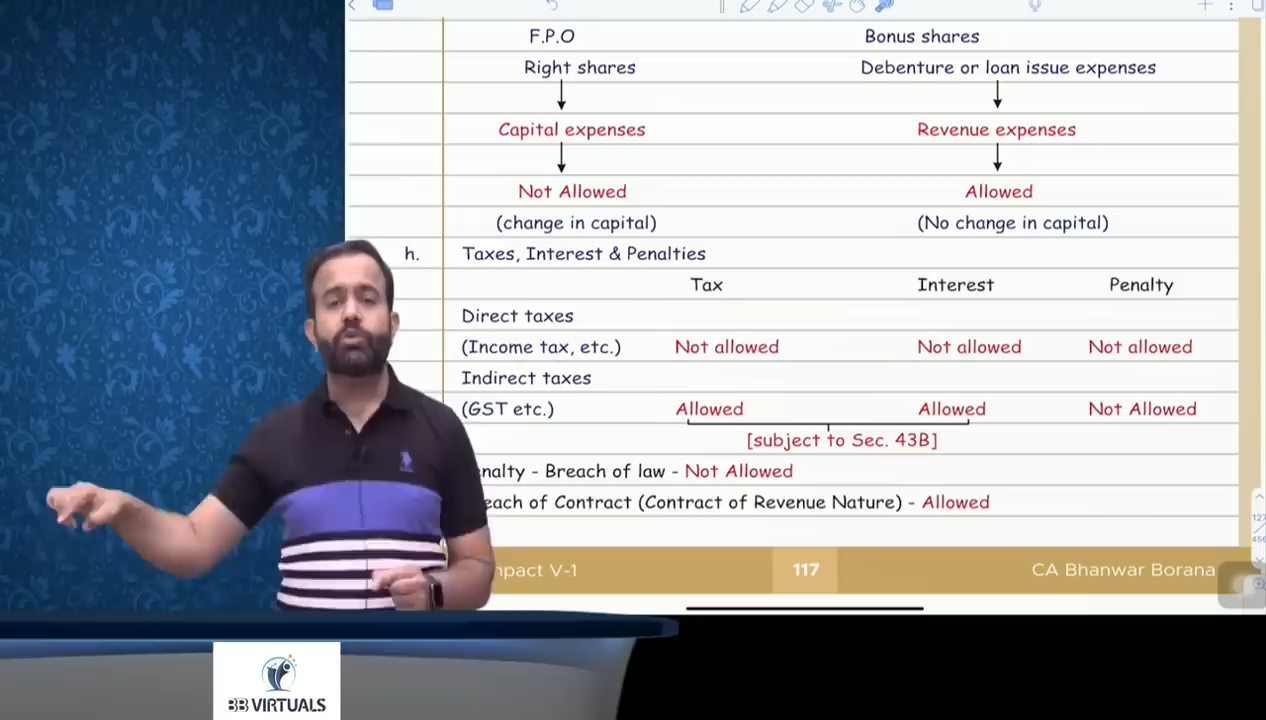 F.P.O Bonus shares
Right shares Debenture or loan issue expenses
Capital expenses Revenue expenses
Not Allowed Allowed
(change in capital) (No change in capital)
h. Taxes, Interest & Penalties
Tax Interest Penalty
Direct taxes
(Income tax, etc.) Not allowed Not allowed Not allowed
Indirect taxes
(GST etc.) Allowed Allowed Not Allowed
[subject to Sec. 43B]
enalty - Breach of law - Not Allowed
each of Contract (Contract of Revenue Nature) - Allowed
mpact V-1 117 CA Bhanwar Borana
BB VIRTUALS